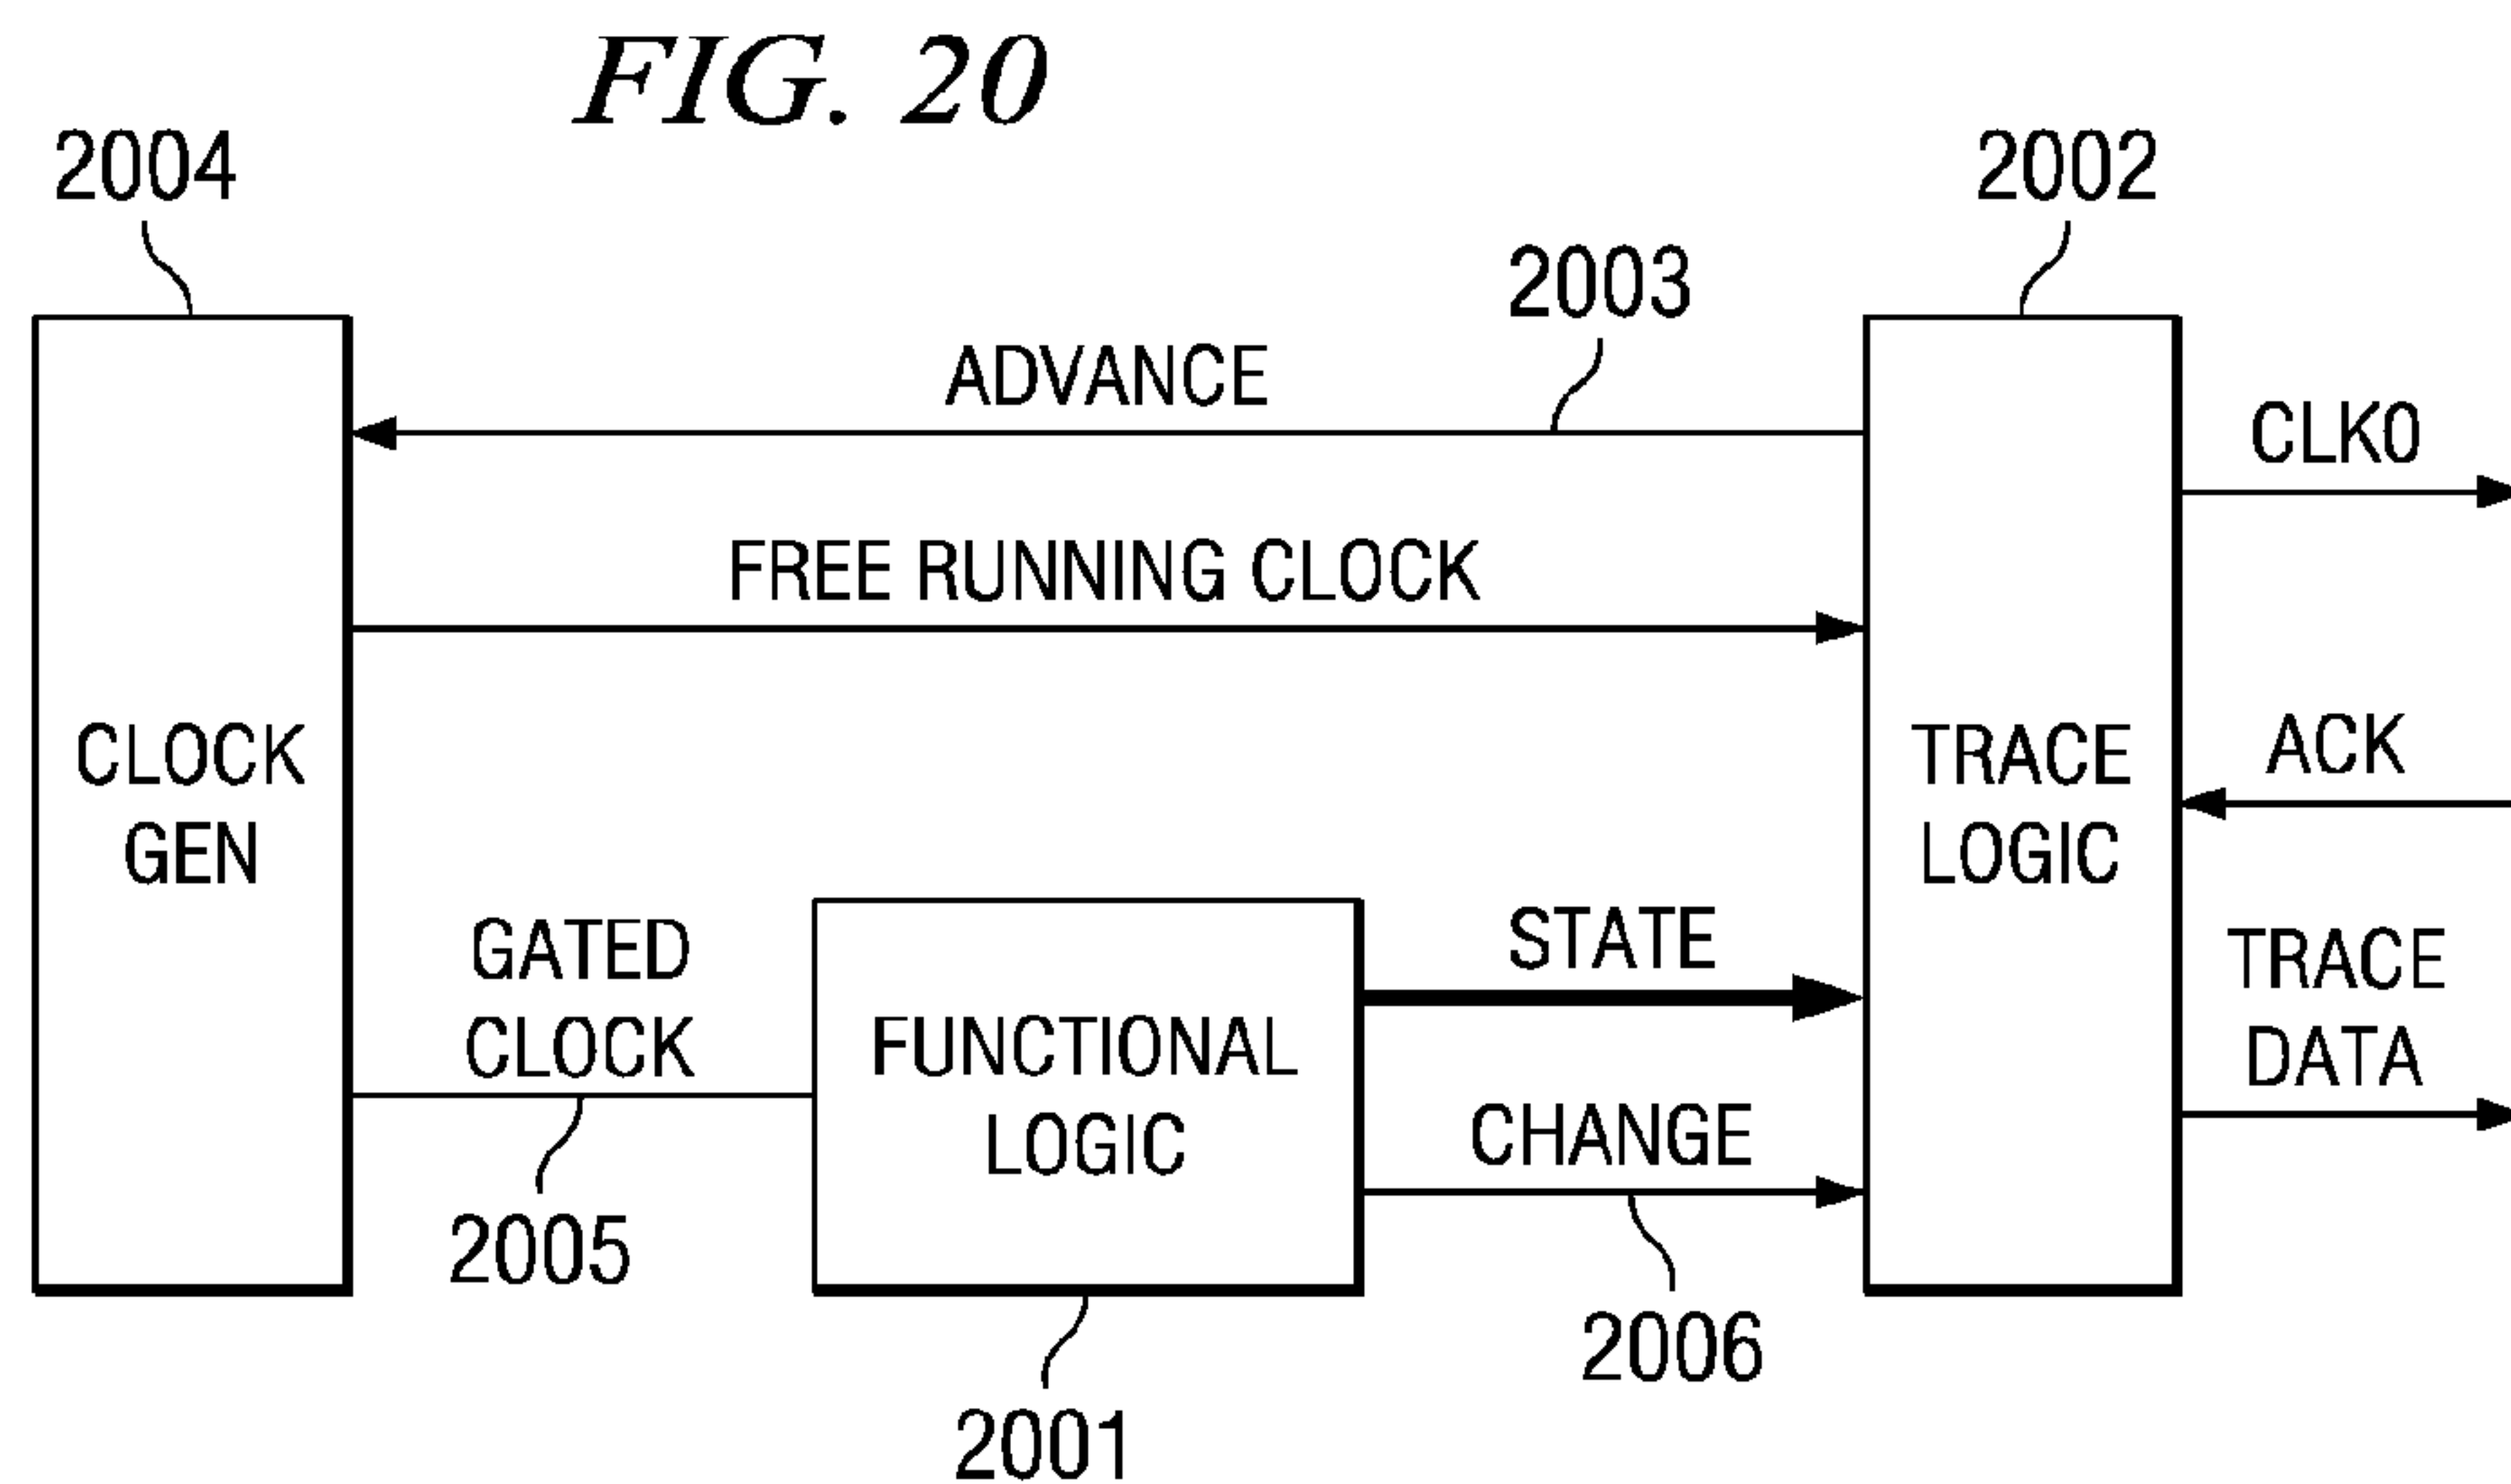 FIG. 20
2004
2002
2003
ADVANCE
CLKO
FREE RUNNING CLOCK
CLOCK
GEN
TRACE
LOGIC
ACK
GATED
CLOCK
STATE
TRACE
DATA
FUNCTIONAL
LOGIC
CHANGE
2005
2006
2001